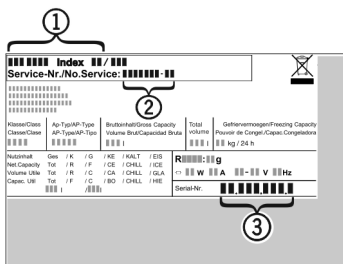 1
Index /
Service-Nr./No.Service: -
2
Klasse/Class Ap-Typ/AP-Type Bruttoinhalt/Gross Capacity Total Gefriervermoegen/Freezing Capacity
Classe/Clase AP-Type/AP-Tipo Volume Brut/Capacidad Bruta volume Pouvoir de Congel./Capac.Congeladora
l l kg / 24 h
Nutzinhalt Ges / K / G / KE / KALT / EIS
Net.Capacity Tot / R / F / CE / CHILL / ICE
Volume Utile Tot / F / C / CA / CHILL / GLA
Capac. Util Tot / F / C / BO / CHILL / HIE
l / l
R : g
W A - V Hz
Serial-Nr. . . .
3